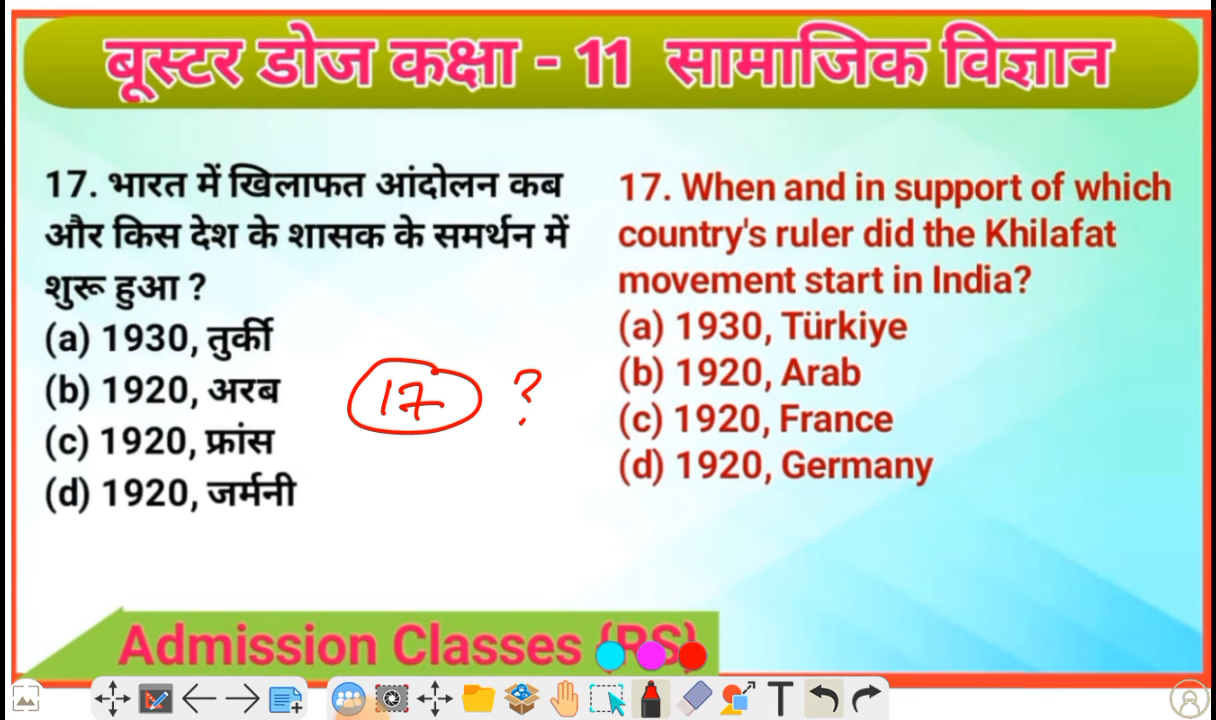 बूस्टर डोज कक्षा - 11 सामाजिक विज्ञान
17. भारत में खिलाफत आंदोलन कब
और किस देश के शासक के समर्थन में
शुरू हुआ ?
(a) 1930, तुर्की
(b) 1920, अरब
(c) 1920, फ्रांस
(d) 1920, जर्मनी
17 ?
17. When and in support of which
country's ruler did the Khilafat
movement start in India?
(a) 1930, Türkiye
(b) 1920, Arab
(c) 1920, France
(d) 1920, Germany
Admission Classes (RS)
T